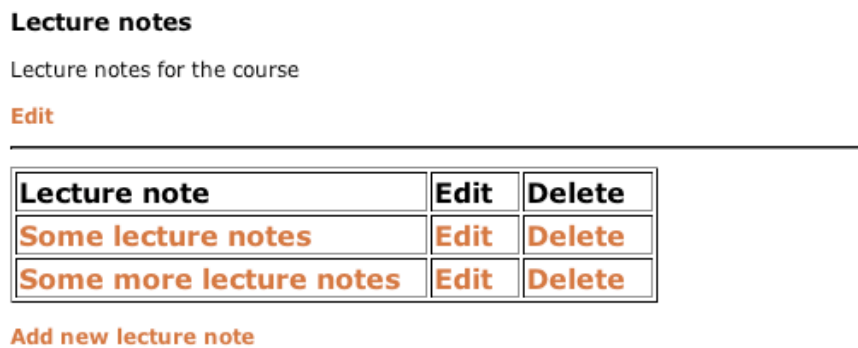 Lecture notes
Lecture notes for the course
Edit
Lecture note Edit Delete
Some lecture notes Edit Delete
Some more lecture notes Edit Delete
Add new lecture note